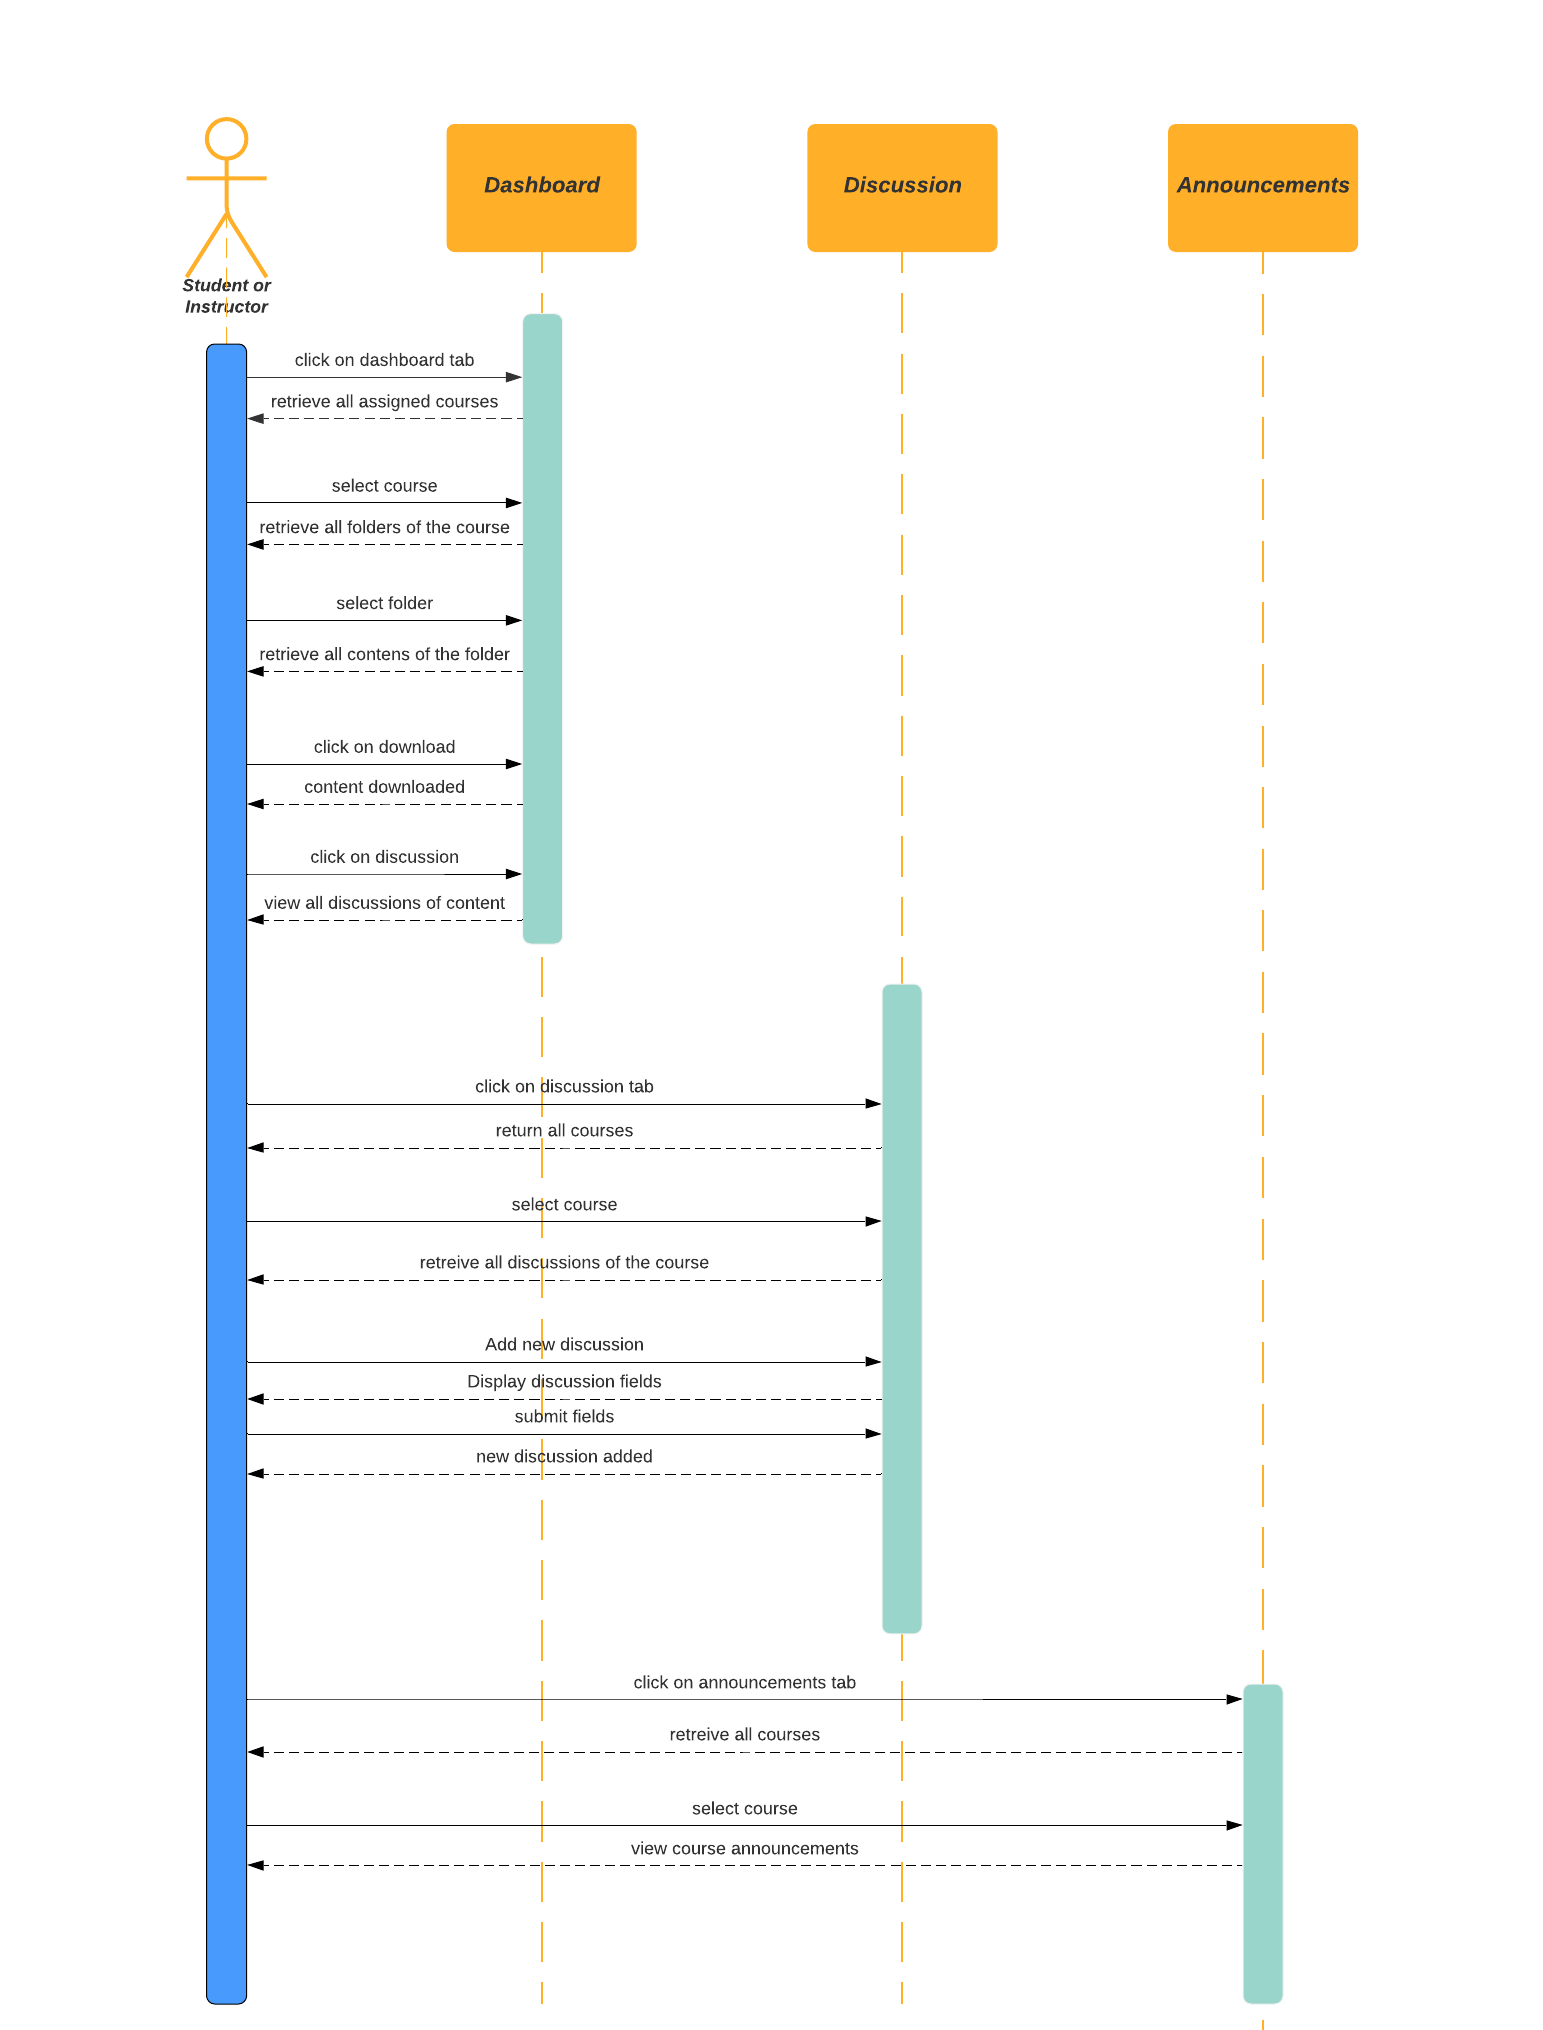 Dashboard
Discussion
Announcements
Student or
Instructor
click on dashboard tab
retrieve all assigned courses
select course
retrieve all folders of the course
select folder
retrieve all contens of the folder
click on download
content downloaded
click on discussion
view all discussions of content
click on discussion tab
return all courses
select course
retreive all discussions of the course
Add new discussion
Display discussion fields
submit fields
new discussion added
click on announcements tab
retreive all courses
select course
view course announcements